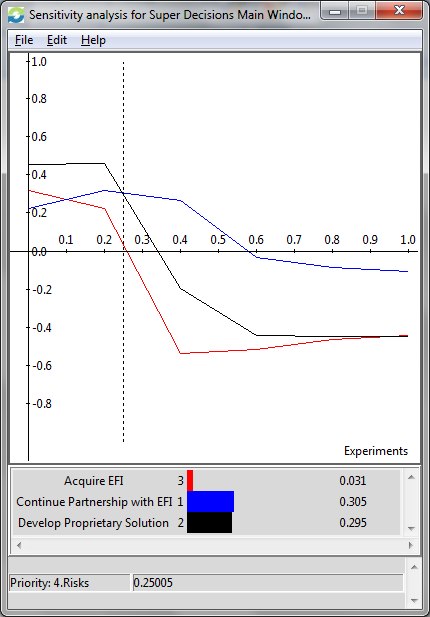 Sensitivity analysis for Super Decisions Main Windo...
File Edit Help
1.0
0.8
0.6
0.4
0.2
0.0 0.1 0.2 0.3 0.4 0.5 0.6 0.7 0.8 0.9 1.0
-0.2
-0.4
-0.6
-0.8
Experiments
Acquire EFI 3 0.031
Continue Partnership with EFI 1 0.305
Develop Proprietary Solution 2 0.295
Priority: 4.Risks 0.25005